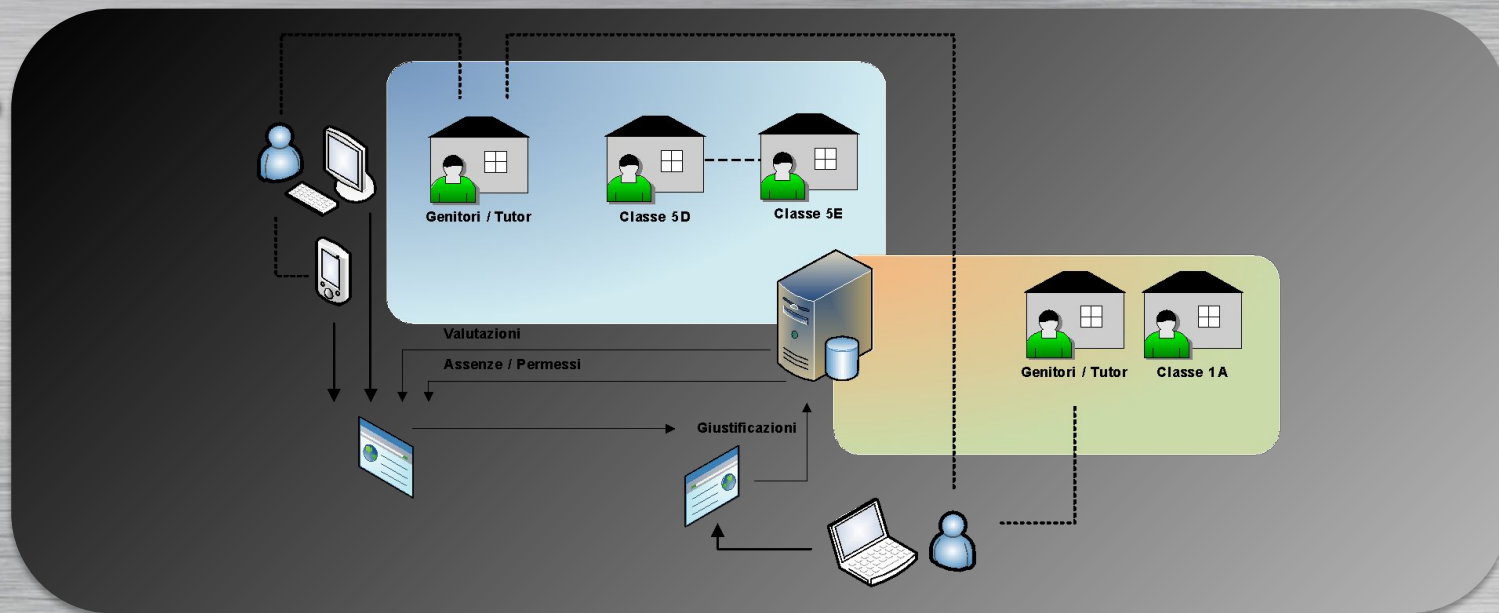 Genitori / Tutor
Classe 5D
Classe 5E
Valutazioni
Assenze / Permessi
Genitori / Tutor
Classe 1A
Giustificazioni